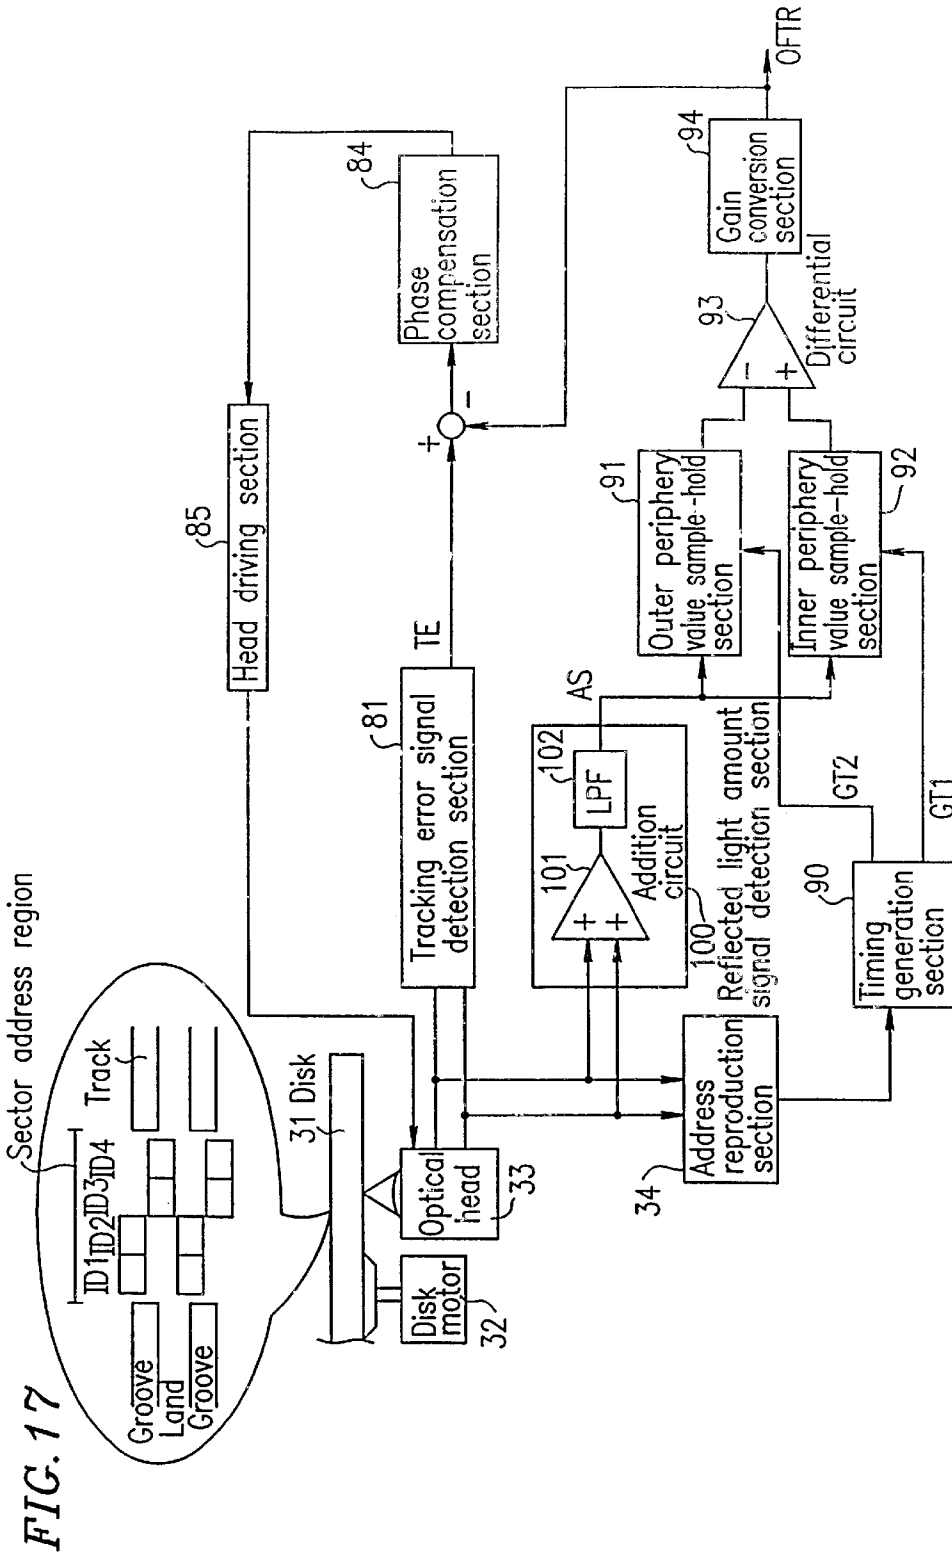 FIG. 17
Sector address region
ID1 ID2 ID3 ID4
Track
Groove
Land
Groove
31 Disk
Disk
motor
32
Optical
head
33
85
Head driving section
81
Tracking error signal
detection section
TE
+
-
84
Phase
compensation
section
101
102
LPF
+
+
Addition
circuit
AS
100
Reflected light amount
signal detection section
34
Address
reproduction
section
90
Timing
generation
section
GT2
GT1
91
Outer periphery
value sample-hold
section
92
Inner periphery
value sample-hold
section
93
-
+
Differential
circuit
94
Gain
conversion
section
OFTR